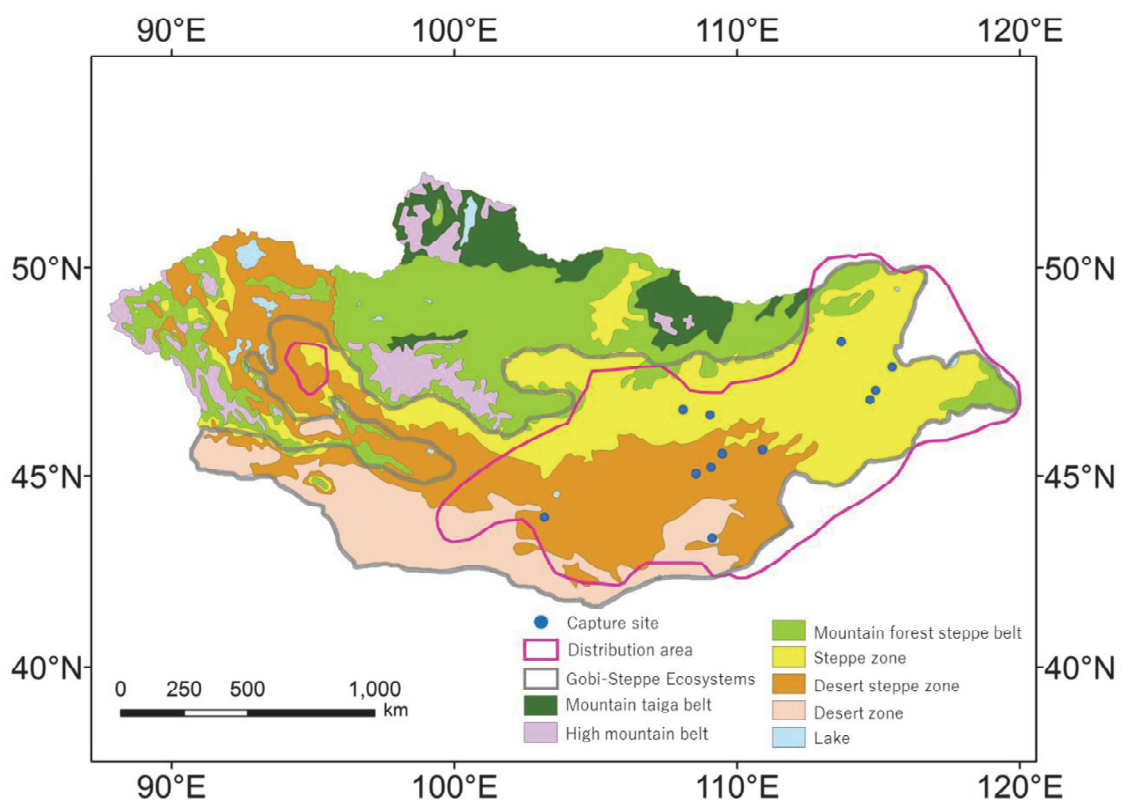 90°E 100°E 110°E 120°E
50°N 50°N
45°N 45°N
40°N 40°N
Capture site
Distribution area
Gobi-Steppe Ecosystems
Mountain taiga belt
High mountain belt
Mountain forest steppe belt
Steppe zone
Desert steppe zone
Desert zone
Lake
0 250 500 1,000
km
90°E 100°E 110°E 120°E